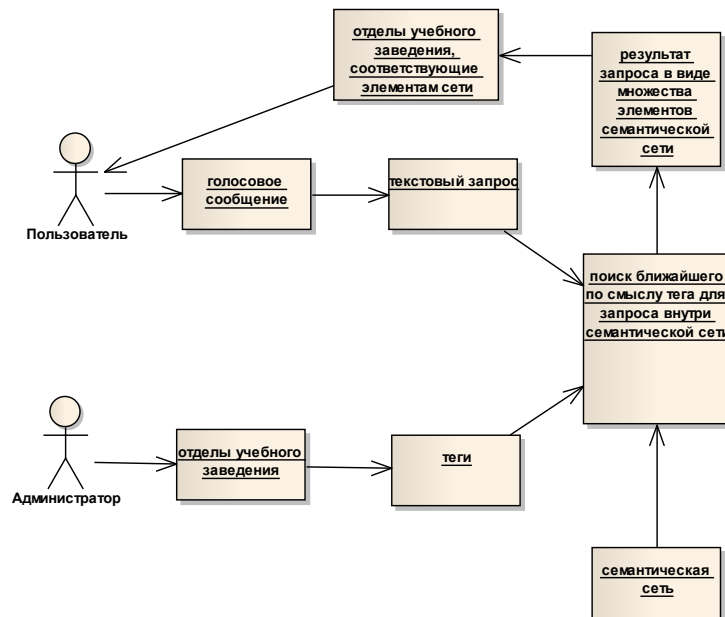 отделы учебного
заведения,
соответствующие
элементам сети
результат
запроса в виде
множества
элементов
семантической
сети
Пользователь
голосовое
сообщение
текстовый запрос
поиск ближайшего
по смыслу тега для
запроса внутри
семантической сети
Администратор
отделы учебного
заведения
теги
семантическая
сеть